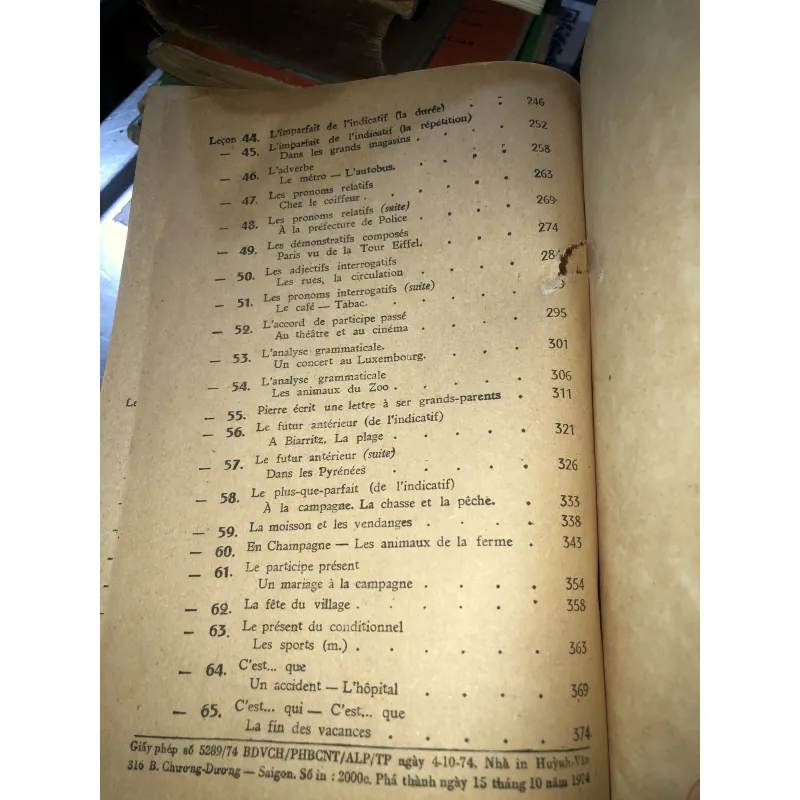 Leçon 44. L'imparfait de l'indicatif (la durée) . . 246
— 45. L'imparfait de l'indicatif (la répétition)
Dans les grands magasins . . . 252
— 46. L'adverbe
Le métro — L'autobus. . . . 258
— 47. Les pronoms relatifs
Chez le coiffeur . . . . . 263
— 48. Les pronoms relatifs (suite)
À la préfecture de Police . . . 269
— 49. Les démonstratifs composés
Paris vu de la Tour Eiffel. . . . 274
— 50. Les adjectifs interrogatifs
Les rues, la circulation . . . .
— 51. Les pronoms interrogatifs (suite)
Le café — Tabac. . . . .
— 52. L'accord de participe passé
Au théâtre et au cinéma . . . . 295
— 53. L'analyse grammaticale.
Un concert au Luxembourg. . . . 301
— 54. L'analyse grammaticale
Les animaux du Zoo . . . . . 306
— 55. Pierre écrit une lettre à ser grands-parents . 311
— 56. Le futur antérieur (de l'indicatif)
A Biarritz. La plage . . . . . 321
— 57. Le futur antérieur (suite)
Dans les Pyrénées . . . . . 326
— 58. Le plus-que-parfait (de l'indicatif)
À la campagne. La chasse et la pêche. . 333
— 59. La moisson et les vendanges . . . . 338
— 60. En Champagne — Les animaux de la ferme . 343
— 61. Le participe présent
Un mariage à la campagne . . . . 354
— 62. La fête du village . . . . . . 358
— 63. Le présent du conditionnel
Les sports (m.) . . . . . . 363
— 64. C'est... que
Un accident — L'hôpital . . . . 369
— 65. C'est... qui — C'est... que
La fin des vacances . . . . . 374
Giấy phép số 5289/74 BDVCH/PHBCNT/ALP/TP ngày 4-10-74. Nhà in Huỳnh-Văn
316 B. Chương-Dương — Saigon. Số in : 2000c. Phá thành ngày 15 tháng 10 năm 1974